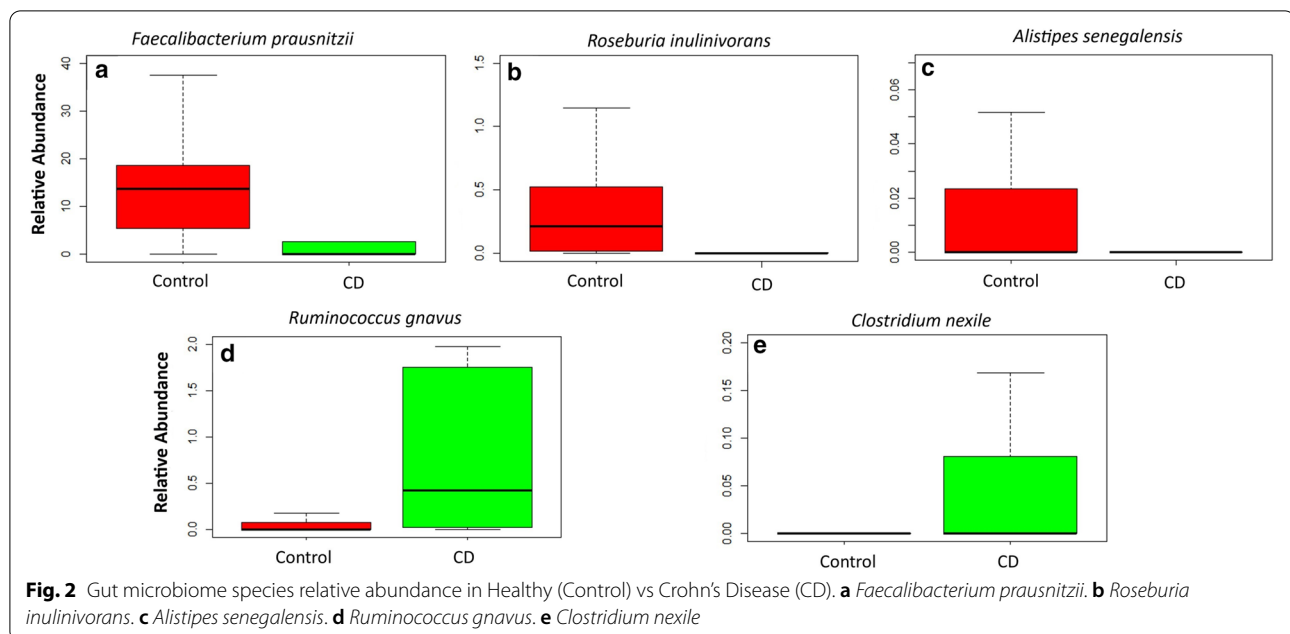 Faecalibacterium prausnitzii
Roseburia inulinivorans
Alistipes senegalensis
a
b
c
Relative Abundance
40
30
20
10
0
Control
CD
1.5
1.0
0.5
0.0
Control
CD
0.06
0.04
0.02
0.00
Control
CD
Ruminococcus gnavus
Clostridium nexile
d
e
Relative Abundance
2.0
1.5
1.0
0.5
0.0
Control
CD
0.20
0.15
0.10
0.05
0.00
Control
CD
Fig. 2 Gut microbiome species relative abundance in Healthy (Control) vs Crohn's Disease (CD). a Faecalibacterium prausnitzii. b Roseburia
inulinivorans. c Alistipes senegalensis. d Ruminococcus gnavus. e Clostridium nexile